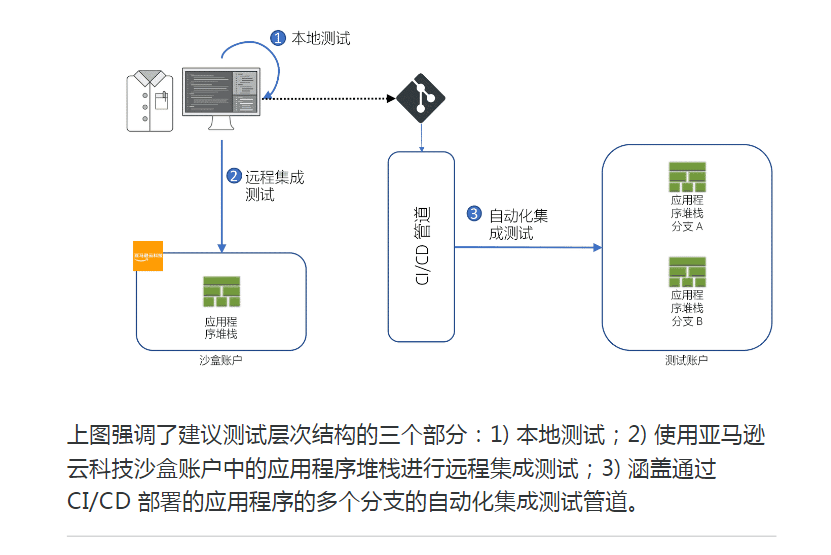 1 本地测试
2 远程集成
测试
CI/CD 管道
3 自动化集
成测试
应用程
序堆栈
分支 A
应用程
序堆栈
分支 B
应用程
序堆栈
沙盒账户
测试账户
上图强调了建议测试层次结构的三个部分：1) 本地测试；2) 使用亚马逊
云科技沙盒账户中的应用程序堆栈进行远程集成测试；3) 涵盖通过
CI/CD 部署的应用程序的多个分支的自动化集成测试管道。